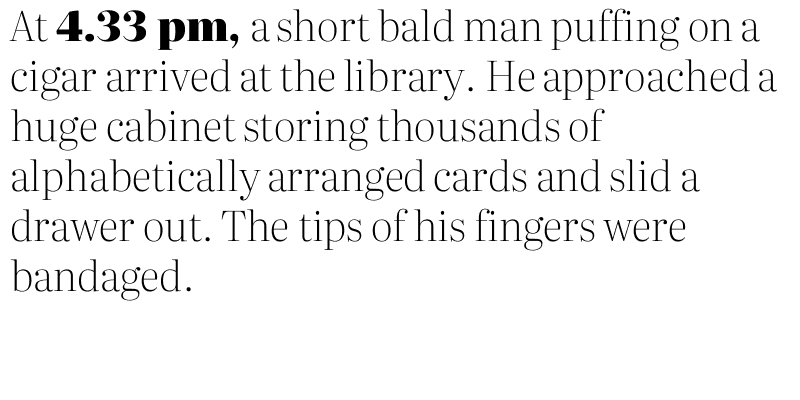 At 4.33 pm, a short bald man puffing on a
cigar arrived at the library. He approached a
huge cabinet storing thousands of
alphabetically arranged cards and slid a
drawer out. The tips of his fingers were
bandaged.